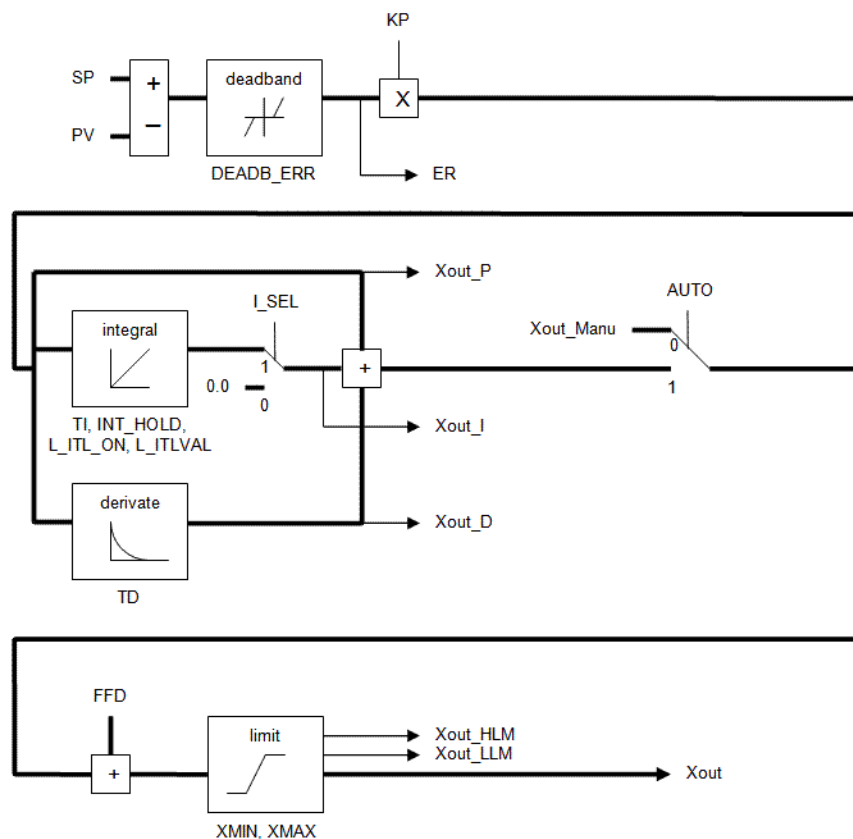 KP
SP
+
deadband
X
PV
−
DEADB_ERR
ER
Xout_P
I_SEL
AUTO
integral
Xout_Manu
0
1
+
0.0
0
1
TI, INT_HOLD,
L_ITL_ON, L_ITLVAL
Xout_I
derivate
Xout_D
TD
FFD
limit
Xout_HLM
Xout_LLM
+
Xout
XMIN, XMAX